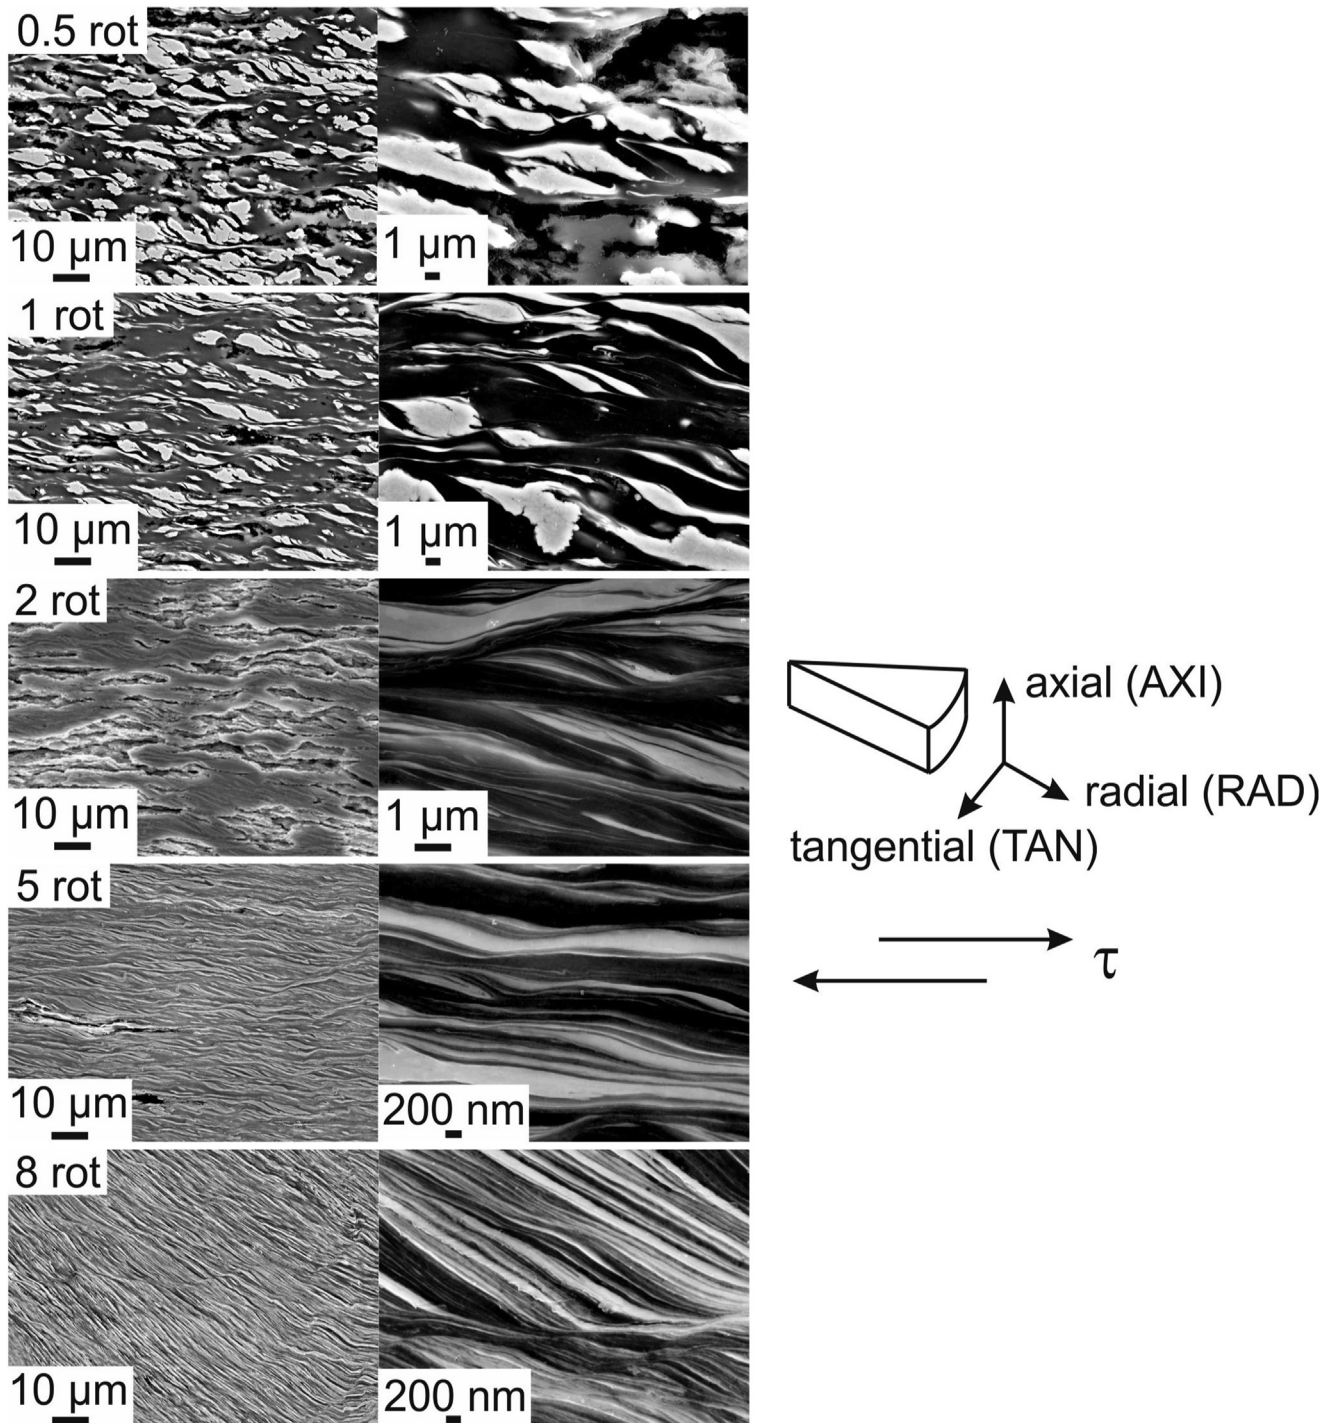 0.5 rot
10 µm
1 µm
1 rot
10 µm
1 µm
2 rot
10 µm
1 µm
axial (AXI)
radial (RAD)
tangential (TAN)
5 rot
τ
10 µm
200 nm
8 rot
10 µm
200 nm